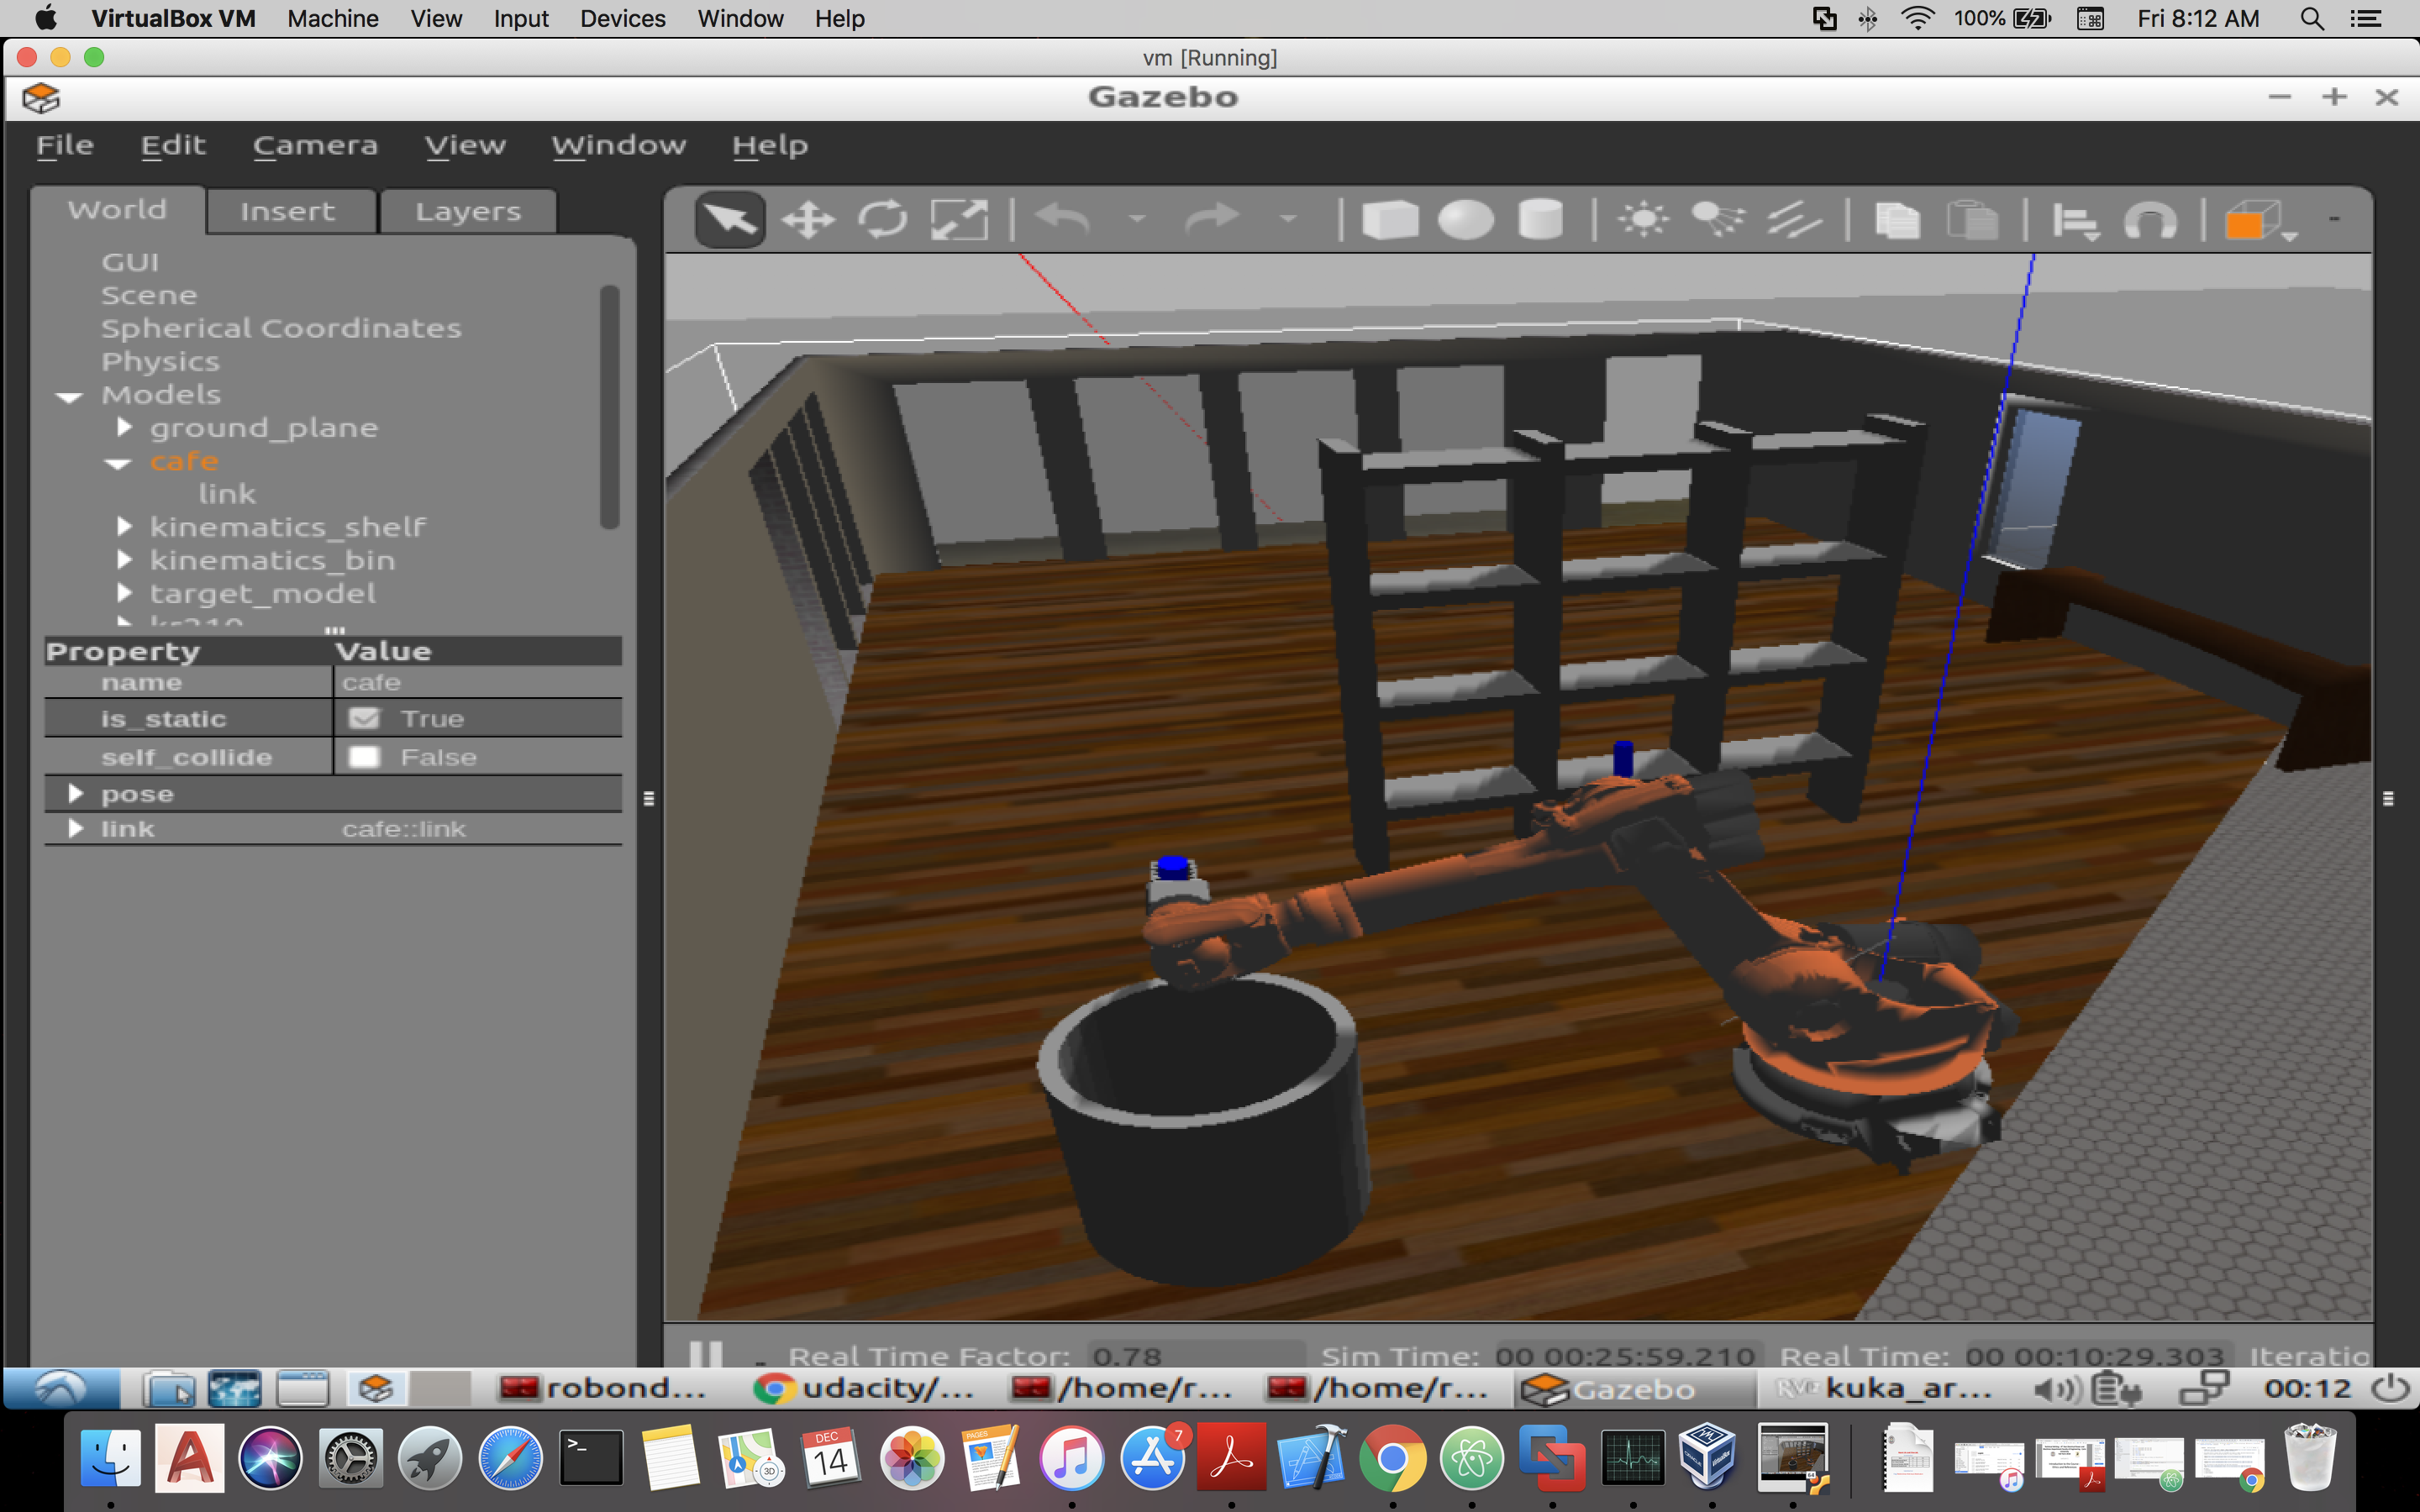 VirtualBox VM Machine View Input Devices Window Help 100% Fri 8:12 AM
vm [Running]
Gazebo
File Edit Camera View Window Help
World Insert Layers
GUI
Scene
Spherical Coordinates
Physics
Models
ground_plane
cafe
link
kinematics_shelf
kinematics_bin
target_model
kr210
Property Value
name cafe
is_static True
self_collide False
pose
link cafe::link
Real Time Factor: 0.78 Sim Time: 00 00:25:59.210 Real Time: 00 00:10:29.303 Iteratio
robond... udacity/... /home/r... /home/r... Gazebo RViz kuka_ar... 00:12
>_
3D
DEC
14
PAGES
7